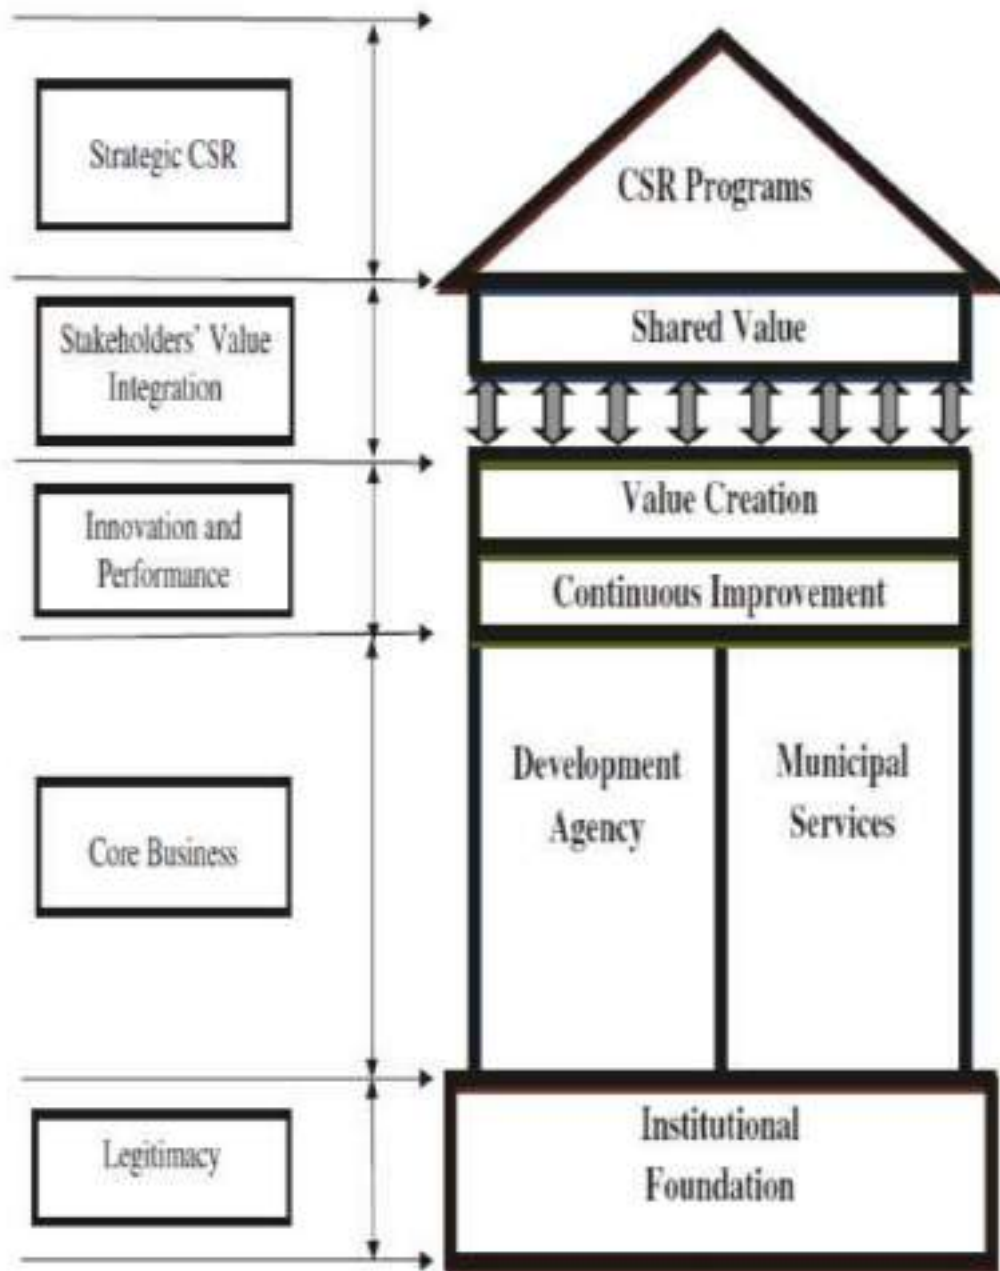 Strategic CSR
CSR Programs
Stakeholders' Value
Integration
Shared Value
Innovation and
Performance
Value Creation
Continuous Improvement
Core Business
Development
Agency
Municipal
Services
Legitimacy
Institutional
Foundation